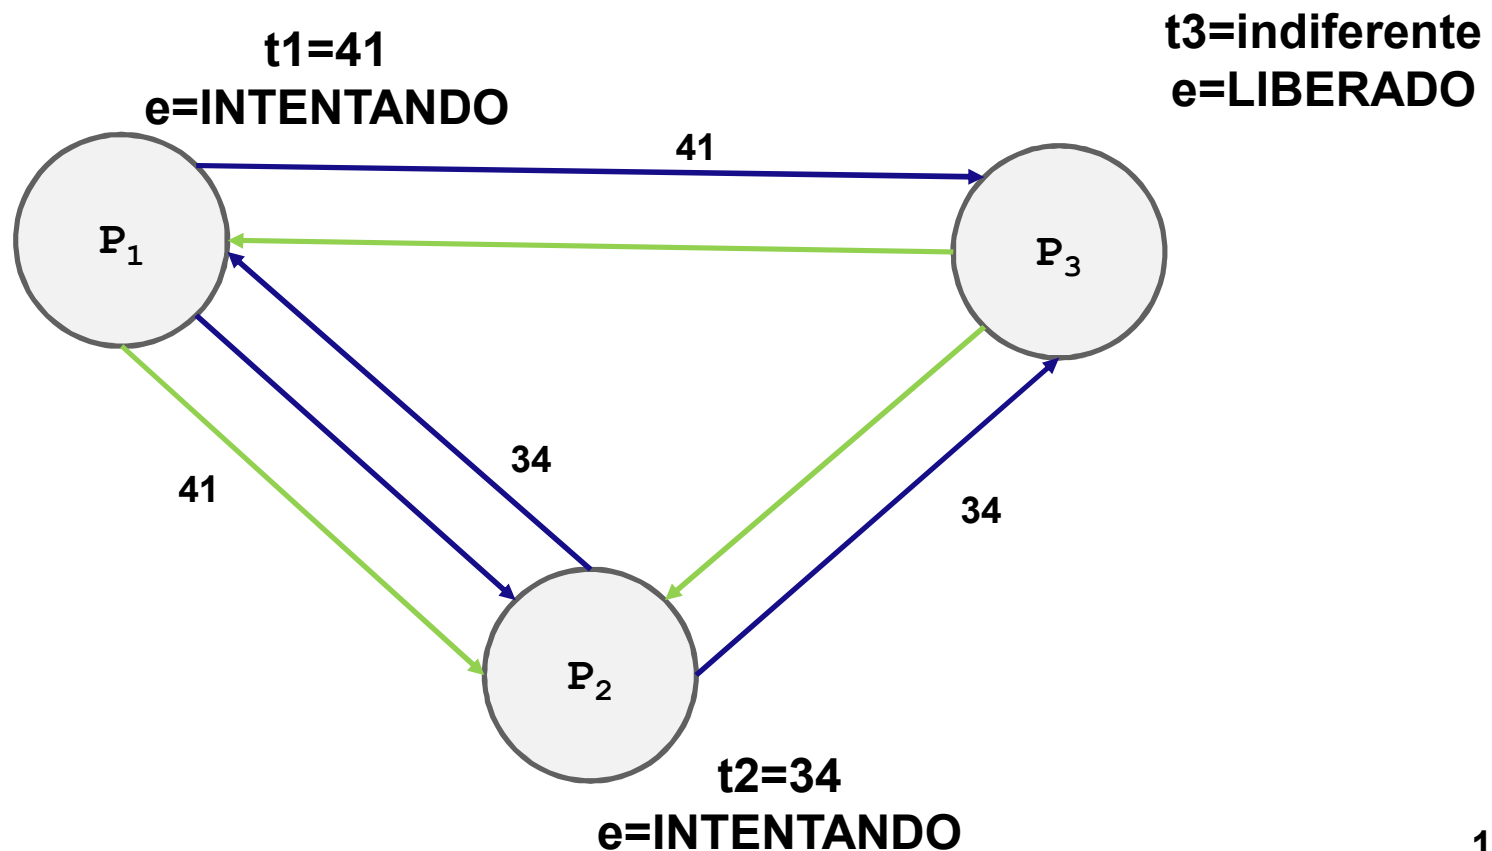 t1=41
e=INTENTANDO
t3=indiferente
e=LIBERADO
41
P1
P3
34
41
34
P2
t2=34
e=INTENTANDO
1